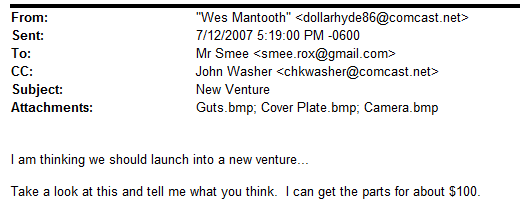 From: "Wes Mantooth" <dollarhyde86@comcast.net>
Sent: 7/12/2007 5:19:00 PM -0600
To: Mr Smee <smee.rox@gmail.com>
CC: John Washer <chkwasher@comcast.net>
Subject: New Venture
Attachments: Guts.bmp; Cover Plate.bmp; Camera.bmp
I am thinking we should launch into a new venture...
Take a look at this and tell me what you think.  I can get the parts for about $100.